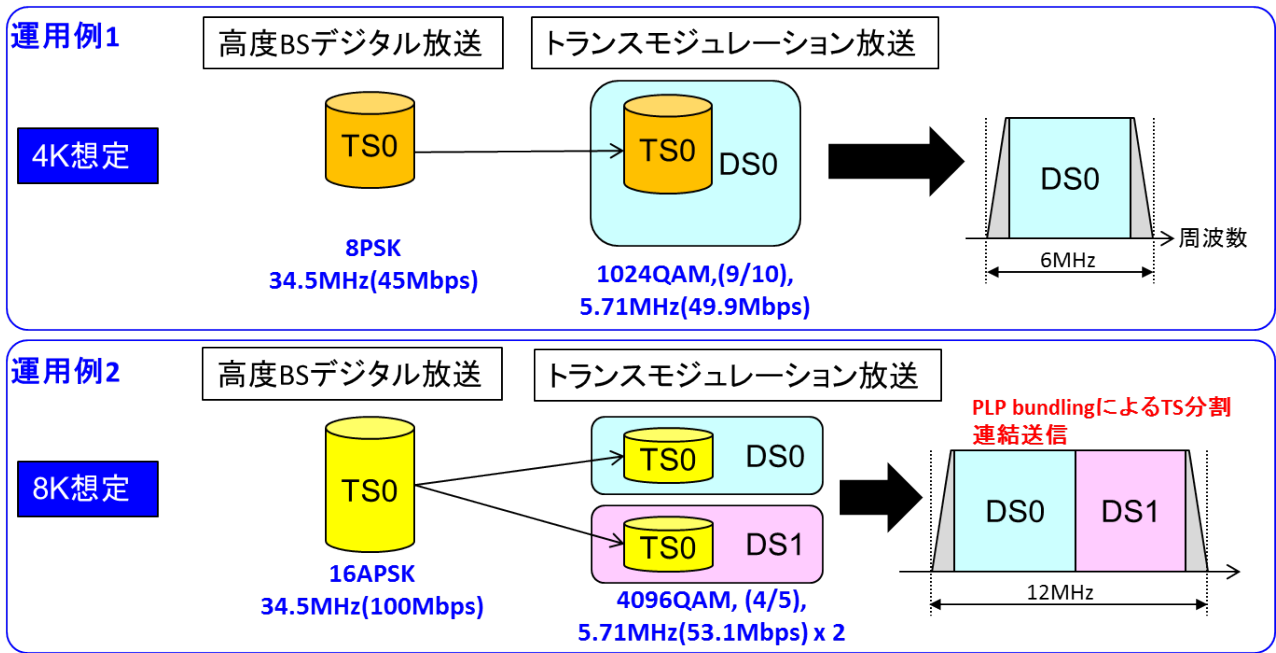 運用例1
高度BSデジタル放送
トランスモジュレーション放送
4K想定
TS0
TS0
DS0
DS0
周波数
6MHz
8PSK
34.5MHz(45Mbps)
1024QAM,(9/10),
5.71MHz(49.9Mbps)
運用例2
高度BSデジタル放送
トランスモジュレーション放送
PLP bundlingによるTS分割
連結送信
8K想定
TS0
TS0
DS0
TS0
DS1
DS0
DS1
12MHz
16APSK
34.5MHz(100Mbps)
4096QAM, (4/5),
5.71MHz(53.1Mbps) x 2